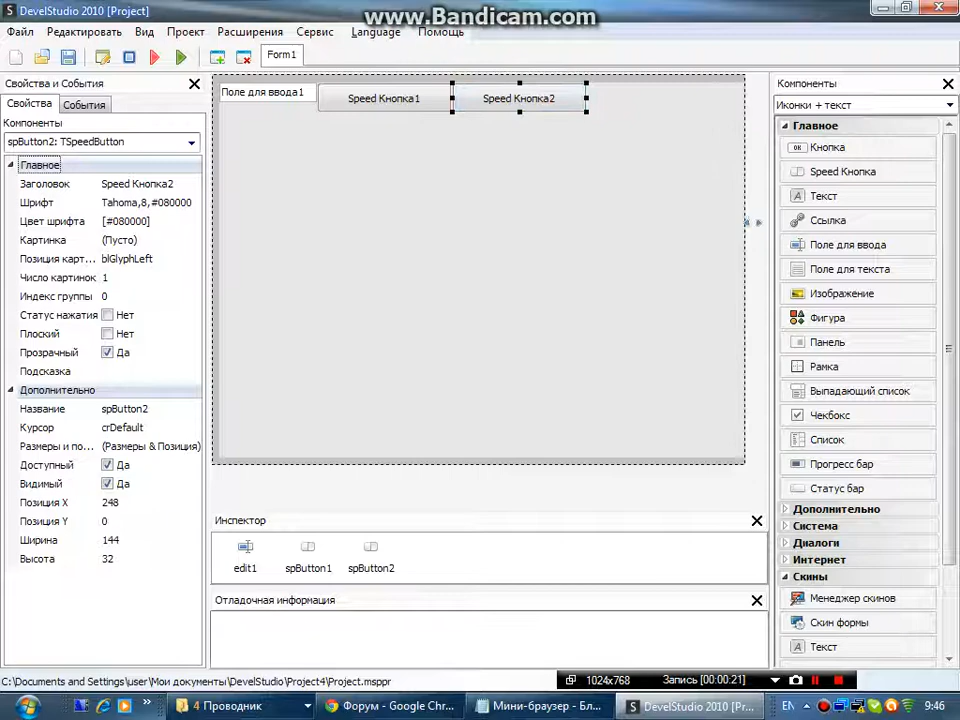 www.Bandicam.com
DevelStudio 2010 [Project]
Файл Редактировать Вид Проект Расширения Сервис Language Помощь
Form1
Свойства и События
Свойства События
Компоненты
spButton2: TSpeedButton
Главное
Заголовок Speed Кнопка2
Шрифт Tahoma,8,#080000
Цвет шрифта [#080000]
Картинка (Пусто)
Позиция карт... blGlyphLeft
Число картинок 1
Индекс группы 0
Статус нажатия Нет
Плоский Нет
Прозрачный Да
Подсказка
Дополнительно
Название spButton2
Курсор crDefault
Размеры и по... (Размеры & Позиция)
Доступный Да
Видимый Да
Позиция X 248
Позиция Y 0
Ширина 144
Высота 32
Поле для ввода1 Speed Кнопка1 Speed Кнопка2
Инспектор
edit1 spButton1 spButton2
Отладочная информация
Компоненты
Иконки + текст
Главное
Кнопка
Speed Кнопка
Текст
Ссылка
Поле для ввода
Поле для текста
Изображение
Фигура
Панель
Рамка
Выпадающий список
Чекбокс
Список
Прогресс бар
Статус бар
Дополнительно
Система
Диалоги
Интернет
Скины
Менеджер скинов
Скин формы
Текст
C:\Documents and Settings\user\Мои документы\DevelStudio\Project4\Project.msppr
1024x768 Запись [00:00:21]
4 Проводник Форум - Google Chr... Мини-браузер - Бл... DevelStudio 2010 [Pr... EN 9:46